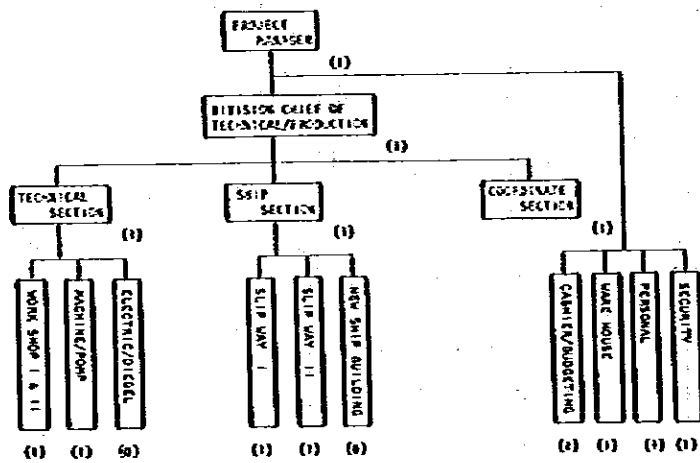 PROJECT
MANAGER
(1)
DIVISION CHIEF OF
TECHNICAL/PRODUCTION
(1)
TECHNICAL
SECTION
SHIP
SECTION
COORDINATE
SECTION
(1)
(1)
(1)
WORK SHOP I & II
MACHINE/POMP
ELECTRIC/DIESEL
SLIP WAY I
SLIP WAY II
NEW SHIP BUILDING
CASHIER/BUDGETING
WARE HOUSE
PERSONAL
SECURITY
(1)
(1)
(1)
(2)
(1)
(1)
(1)